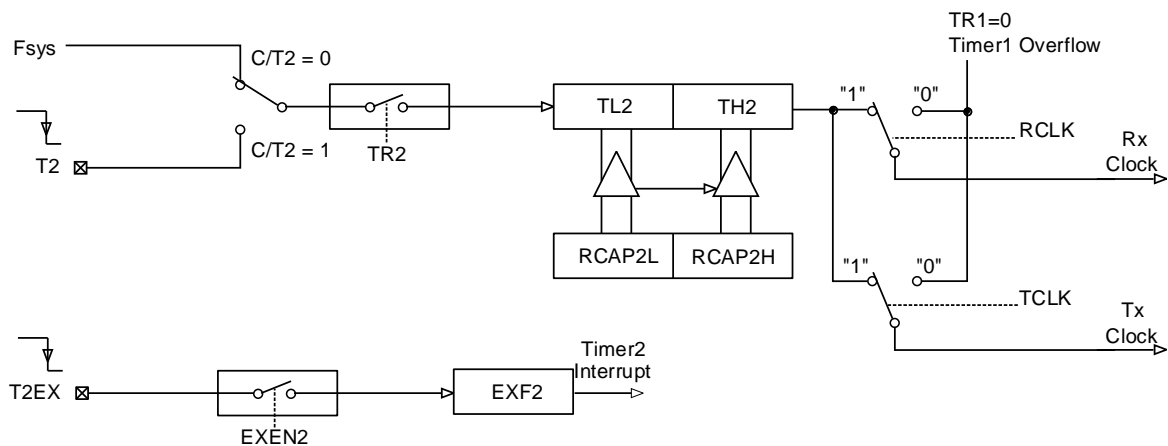 TR1=0
Timer1 Overflow
Fsys
C/T2 = 0
TL2
TH2
"1"
"0"
RCLK
Rx
Clock
T2
C/T2 = 1
TR2
RCAP2L
RCAP2H
"1"
"0"
TCLK
Tx
Clock
Timer2
Interrupt
T2EX
EXF2
EXEN2